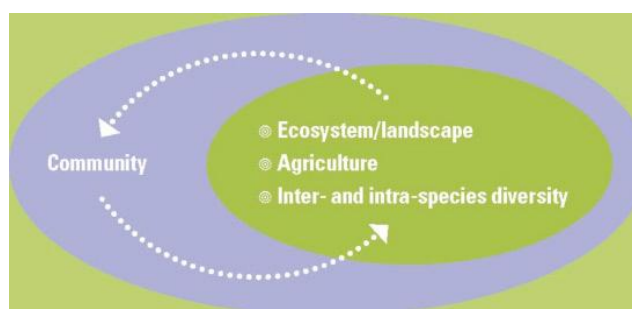 Community
Ecosystem/landscape
Agriculture
Inter- and intra-species diversity